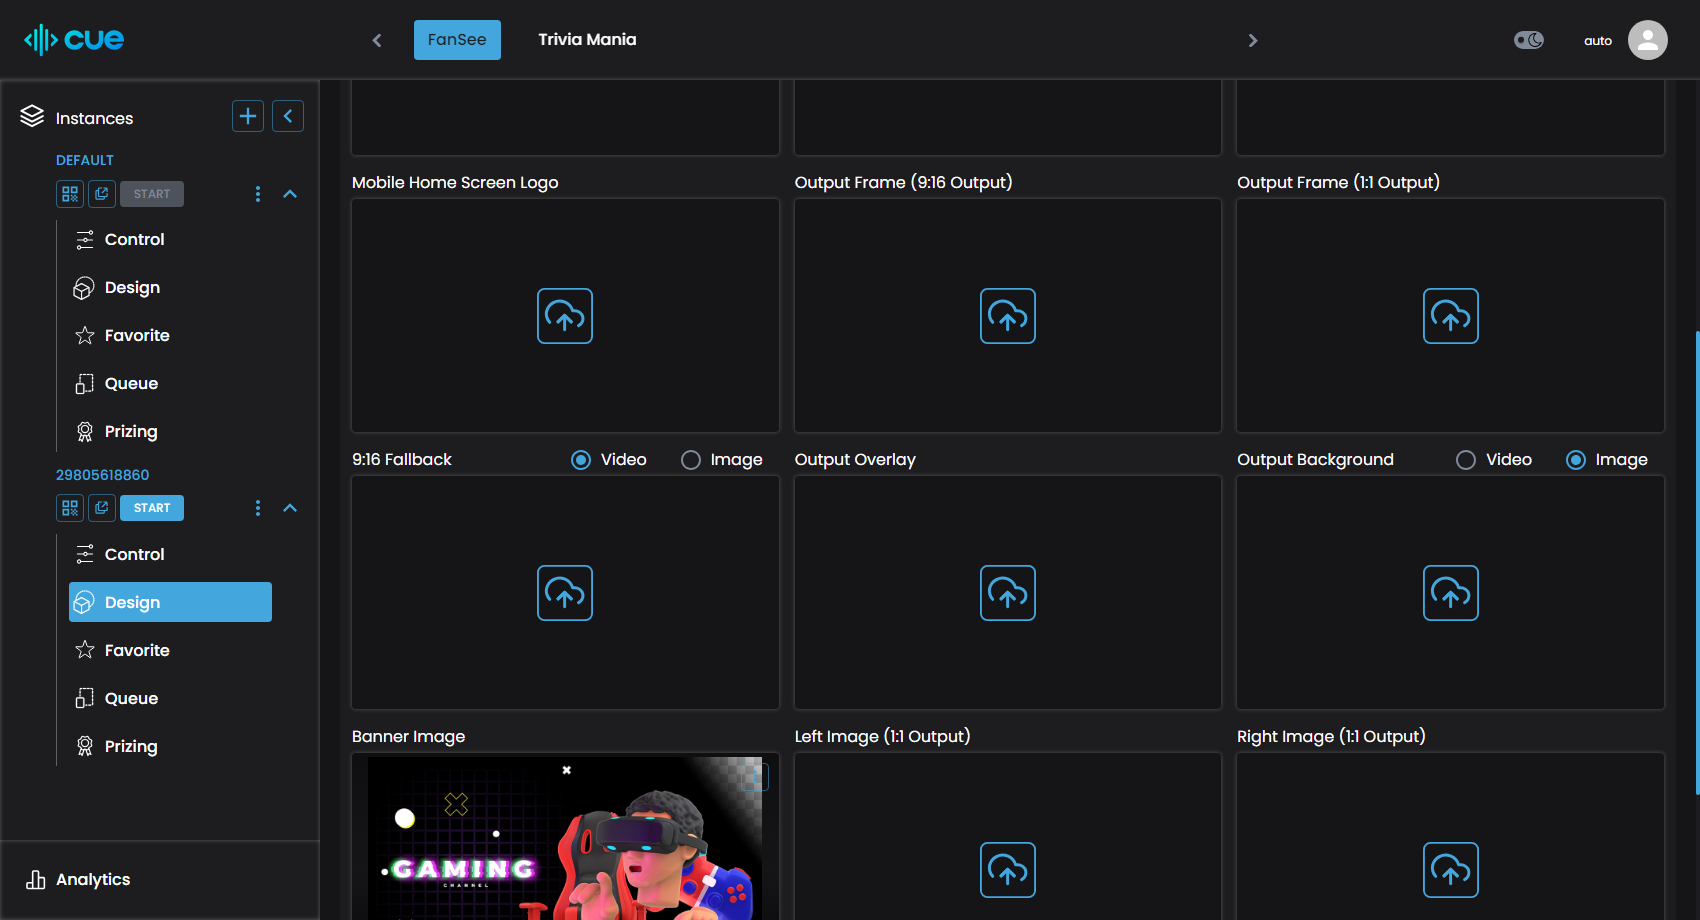 cue
FanSee
Trivia Mania
auto
Instances
DEFAULT
START
Control
Design
Favorite
Queue
Prizing
29805618860
START
Control
Design
Favorite
Queue
Prizing
Analytics
Mobile Home Screen Logo
Output Frame (9:16 Output)
Output Frame (1:1 Output)
9:16 Fallback
Video
Image
Output Overlay
Output Background
Video
Image
Banner Image
Left Image (1:1 Output)
Right Image (1:1 Output)
GAMING
CHANNEL